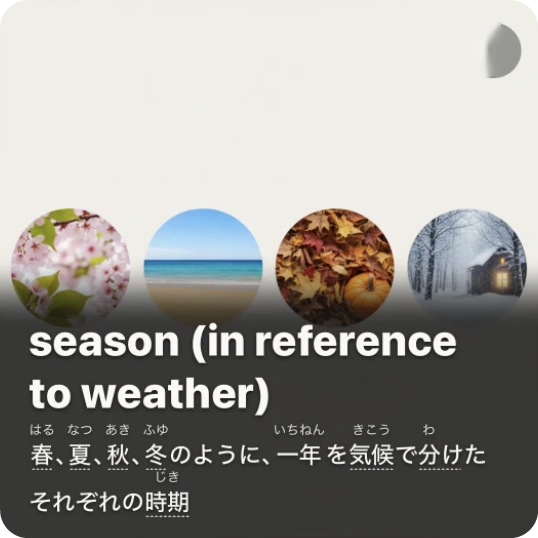 season (in reference
to weather)
はる なつ あき ふゆ いちねん きこう わ
春、夏、秋、冬のように、一年を気候で分けた
じき
それぞれの時期